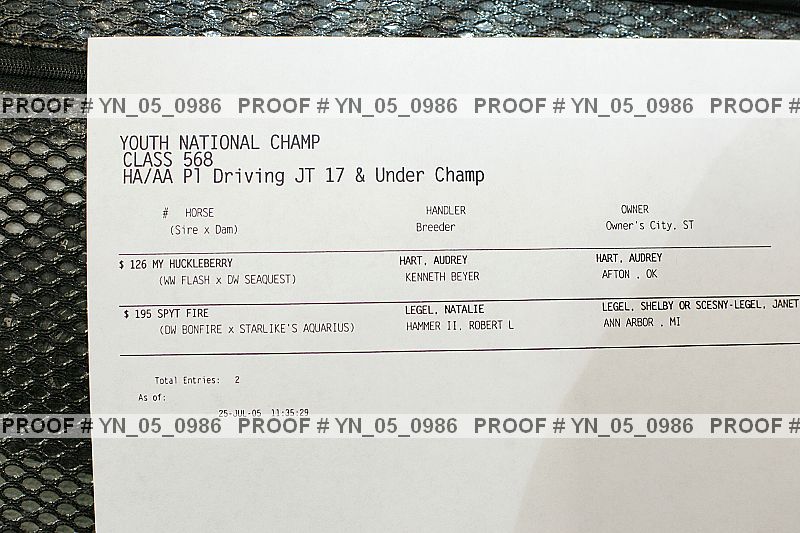 PROOF # YN_05_0986 PROOF # YN_05_0986 PROOF # YN_05_0986 PROOF #
YOUTH NATIONAL CHAMP
CLASS 568
HA/AA Pl Driving JT 17 & Under Champ
# HORSE HANDLER OWNER
(Sire x Dam) Breeder Owner's City, ST
$ 126 MY HUCKLEBERRY HART, AUDREY HART, AUDREY
(WW FLASH x DW SEAQUEST) KENNETH BEYER AFTON , OK
$ 195 SPYT FIRE LEGEL, NATALIE LEGEL, SHELBY OR SCESNY-LEGEL, JANET
(DW BONFIRE x STARLIKE'S AQUARIUS) HAMMER II, ROBERT L ANN ARBOR , MI
Total Entries: 2
As of:
25-JUL-05 11:35:29
PROOF # YN_05_0986 PROOF # YN_05_0986 PROOF # YN_05_0986 PROOF #